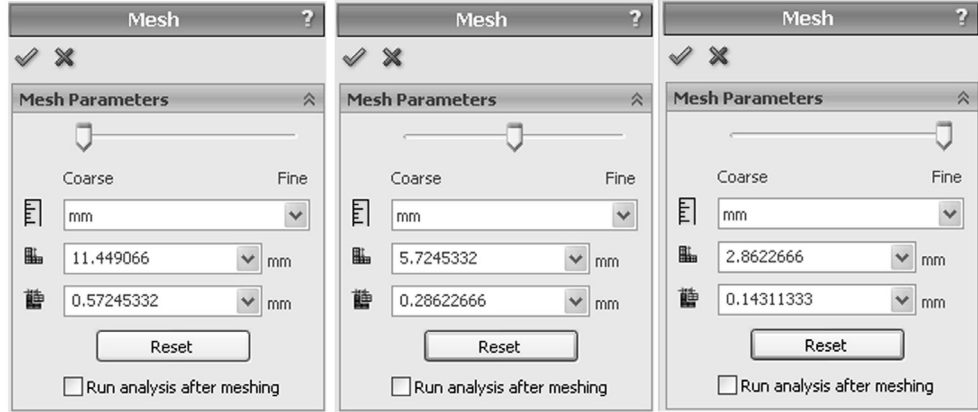 Mesh ?
Mesh Parameters
Coarse Fine
mm
11.449066 mm
0.57245332 mm
Reset
Run analysis after meshing
Mesh ?
Mesh Parameters
Coarse Fine
mm
5.7245332 mm
0.28622666 mm
Reset
Run analysis after meshing
Mesh ?
Mesh Parameters
Coarse Fine
mm
2.8622666 mm
0.14311333 mm
Reset
Run analysis after meshing